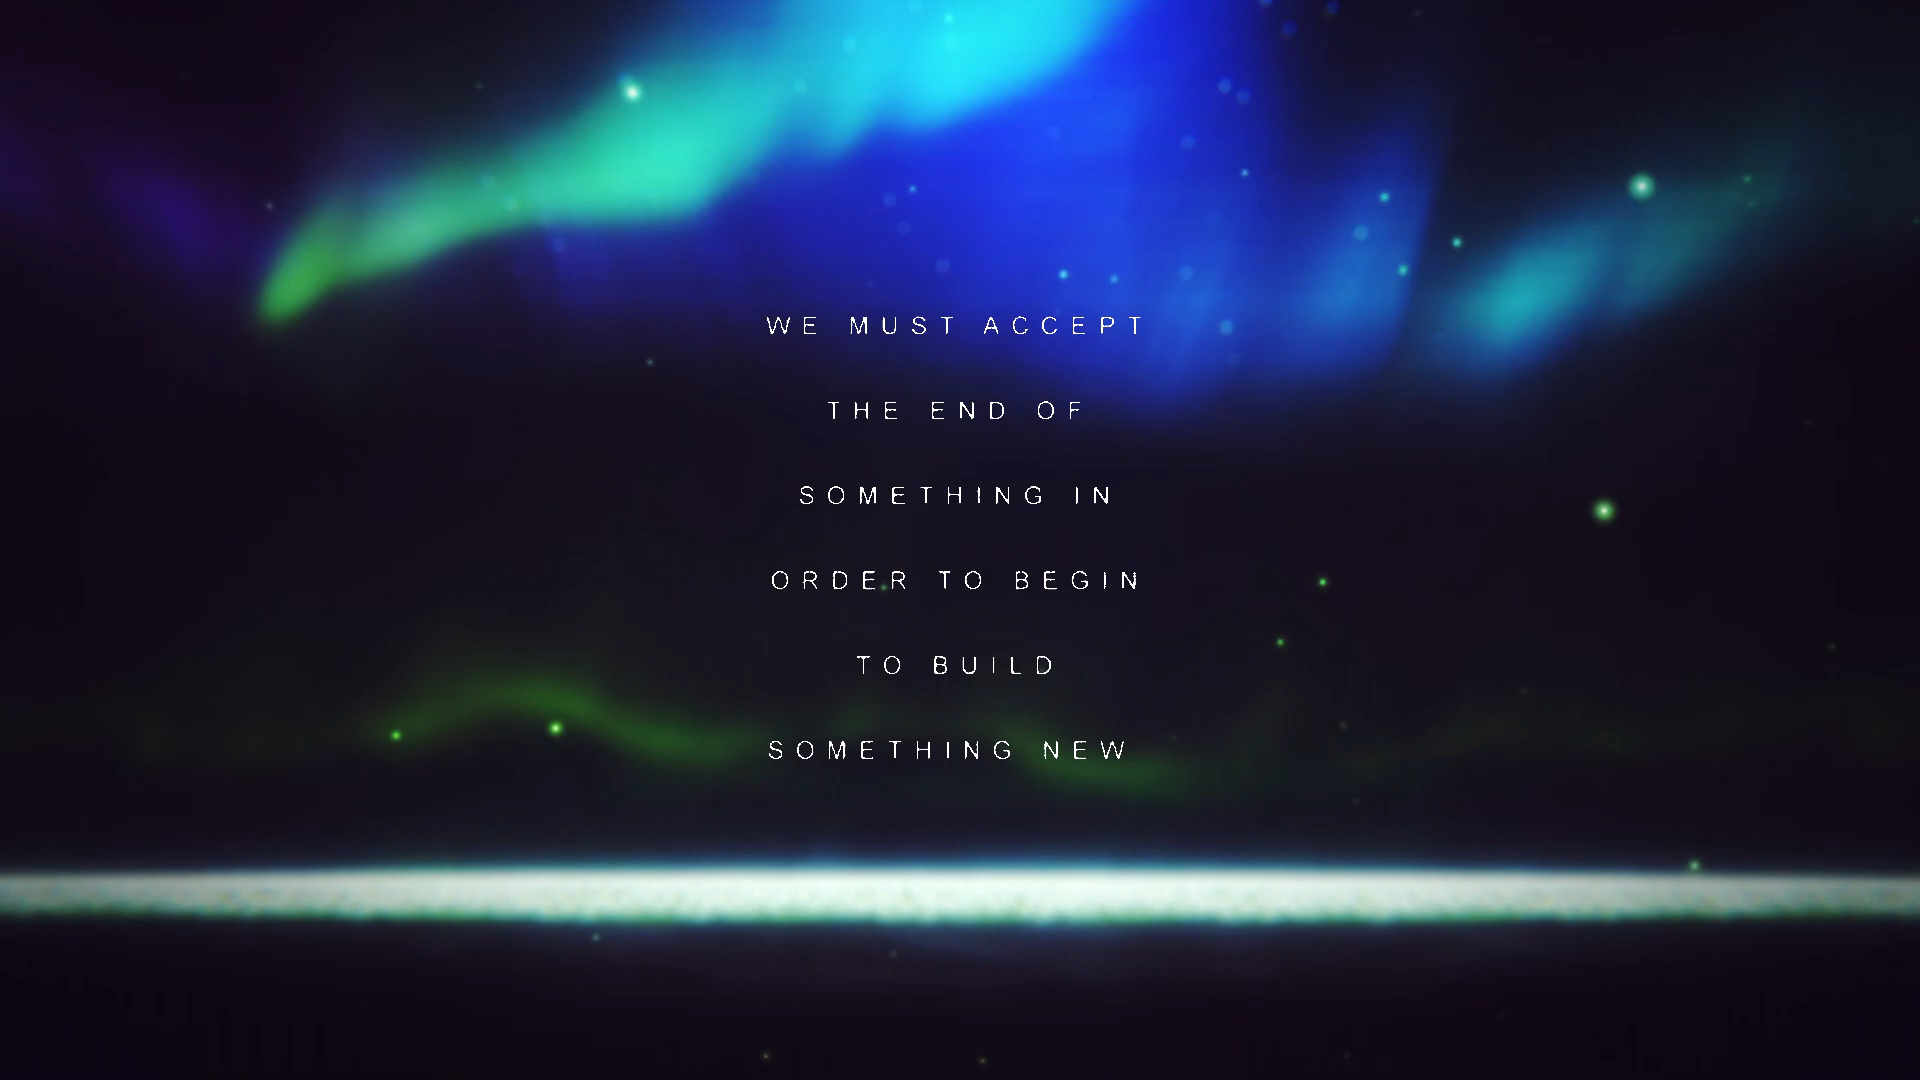 WE MUST ACCEPT
THE END OF
SOMETHING IN
ORDER TO BEGIN
TO BUILD
SOMETHING NEW